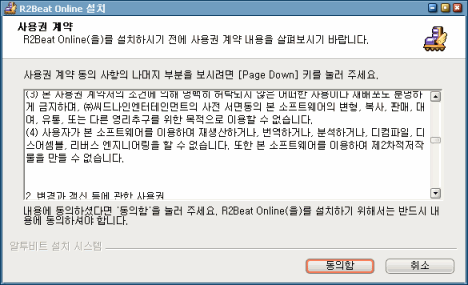 R2Beat Online 설치
사용권 계약
R2Beat Online(을)를 설치하시기 전에 사용권 계약 내용을 살펴보시기 바랍니다.
사용권 계약 동의 사항의 나머지 부분을 보시려면 [Page Down] 키를 눌러 주세요.
(3) 본 사용권 계약서의 조건에 의해 명백히 허락되지 않은 어떠한 사용이나 재배포도 분명하
게 금지하며, ㈜씨드나인엔터테인먼트의 사전 서면동의 본 소프트웨어의 변형, 복사, 판매, 대
여, 유통, 또는 다른 영리추구를 위한 목적으로 이용할 수 없습니다.
(4) 사용자가 본 소프트웨어를 이용하여 재생산하거나, 번역하거나, 분석하거나, 디컴파일, 디
스어셈블, 리버스 엔지니어링을 할 수 없습니다. 또한 본 소프트웨어를 이용하여 제2차적저작
물을 만들 수 없습니다.
2. 변경과 갱신 등에 관한 사용권
내용에 동의하셨다면 '동의함'을 눌러 주세요. R2Beat Online(을)를 설치하기 위해서는 반드시 내
용에 동의하셔야 합니다.
알투비트 설치 시스템
동의함
취소